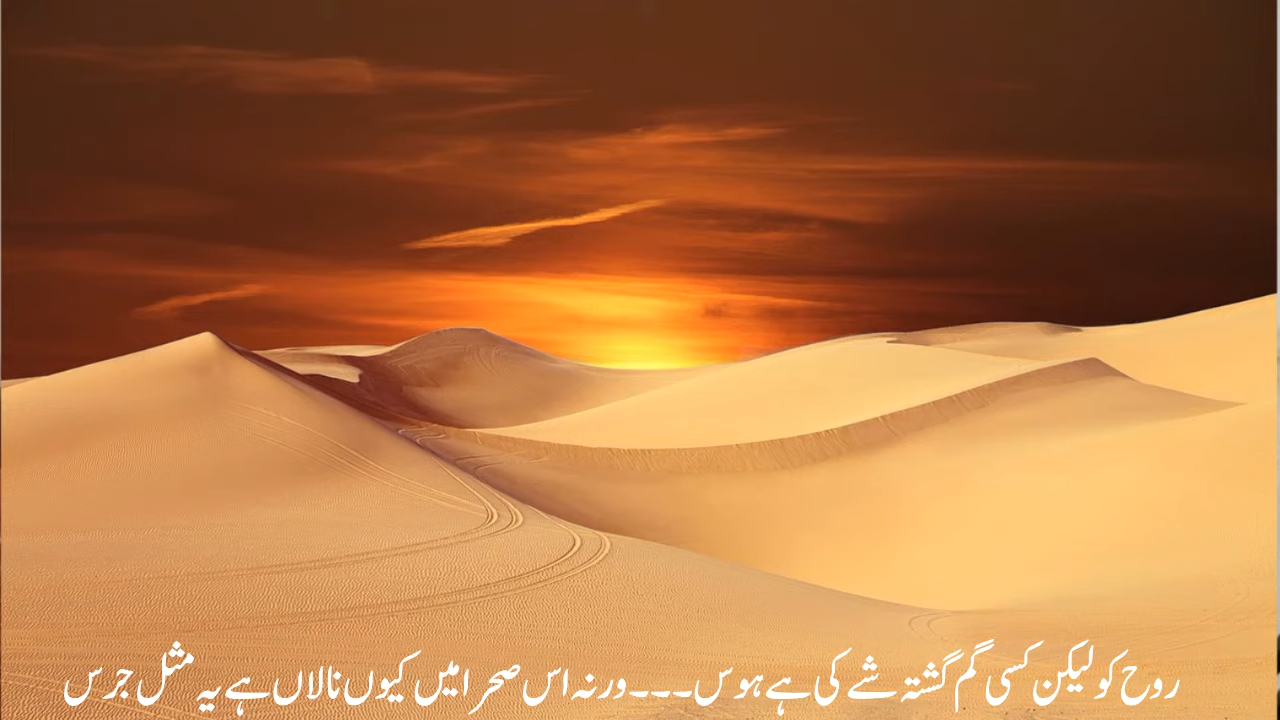 روح کو لیکن کسی گم گشتہ شے کی ہے ہوس۔۔۔ورنہ اس صحرا میں کیوں نالاں ہے یہ مثل جرس